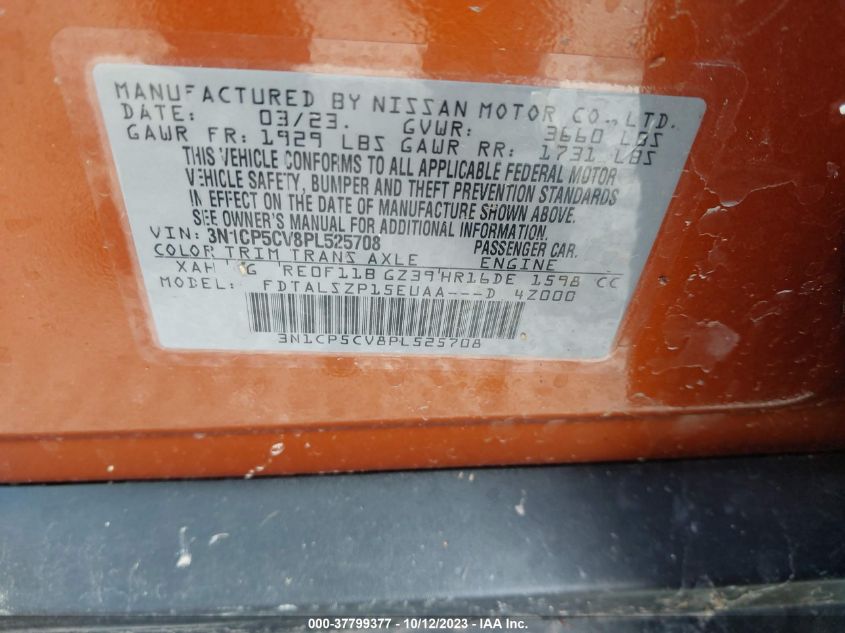 MANUFACTURED BY NISSAN MOTOR CO., LTD.
DATE: 03/23. GVWR: 3660 LBS
GAWR FR: 1929 LBS GAWR RR: 1731 LBS
THIS VEHICLE CONFORMS TO ALL APPLICABLE FEDERAL MOTOR
VEHICLE SAFETY, BUMPER AND THEFT PREVENTION STANDARDS
IN EFFECT ON THE DATE OF MANUFACTURE SHOWN ABOVE.
SEE OWNER'S MANUAL FOR ADDITIONAL INFORMATION.
VIN: 3N1CP5CV8PL525708 PASSENGER CAR.
COLOR TRIM TRANS AXLE ENGINE
XAH G RE0F11B GZ39 HR16DE 1598 CC
MODEL: FDTALSZP15EUAA---D 4Z000
3N1CP5CV8PL525708
000-37799377 - 10/12/2023 - © IAA Inc.